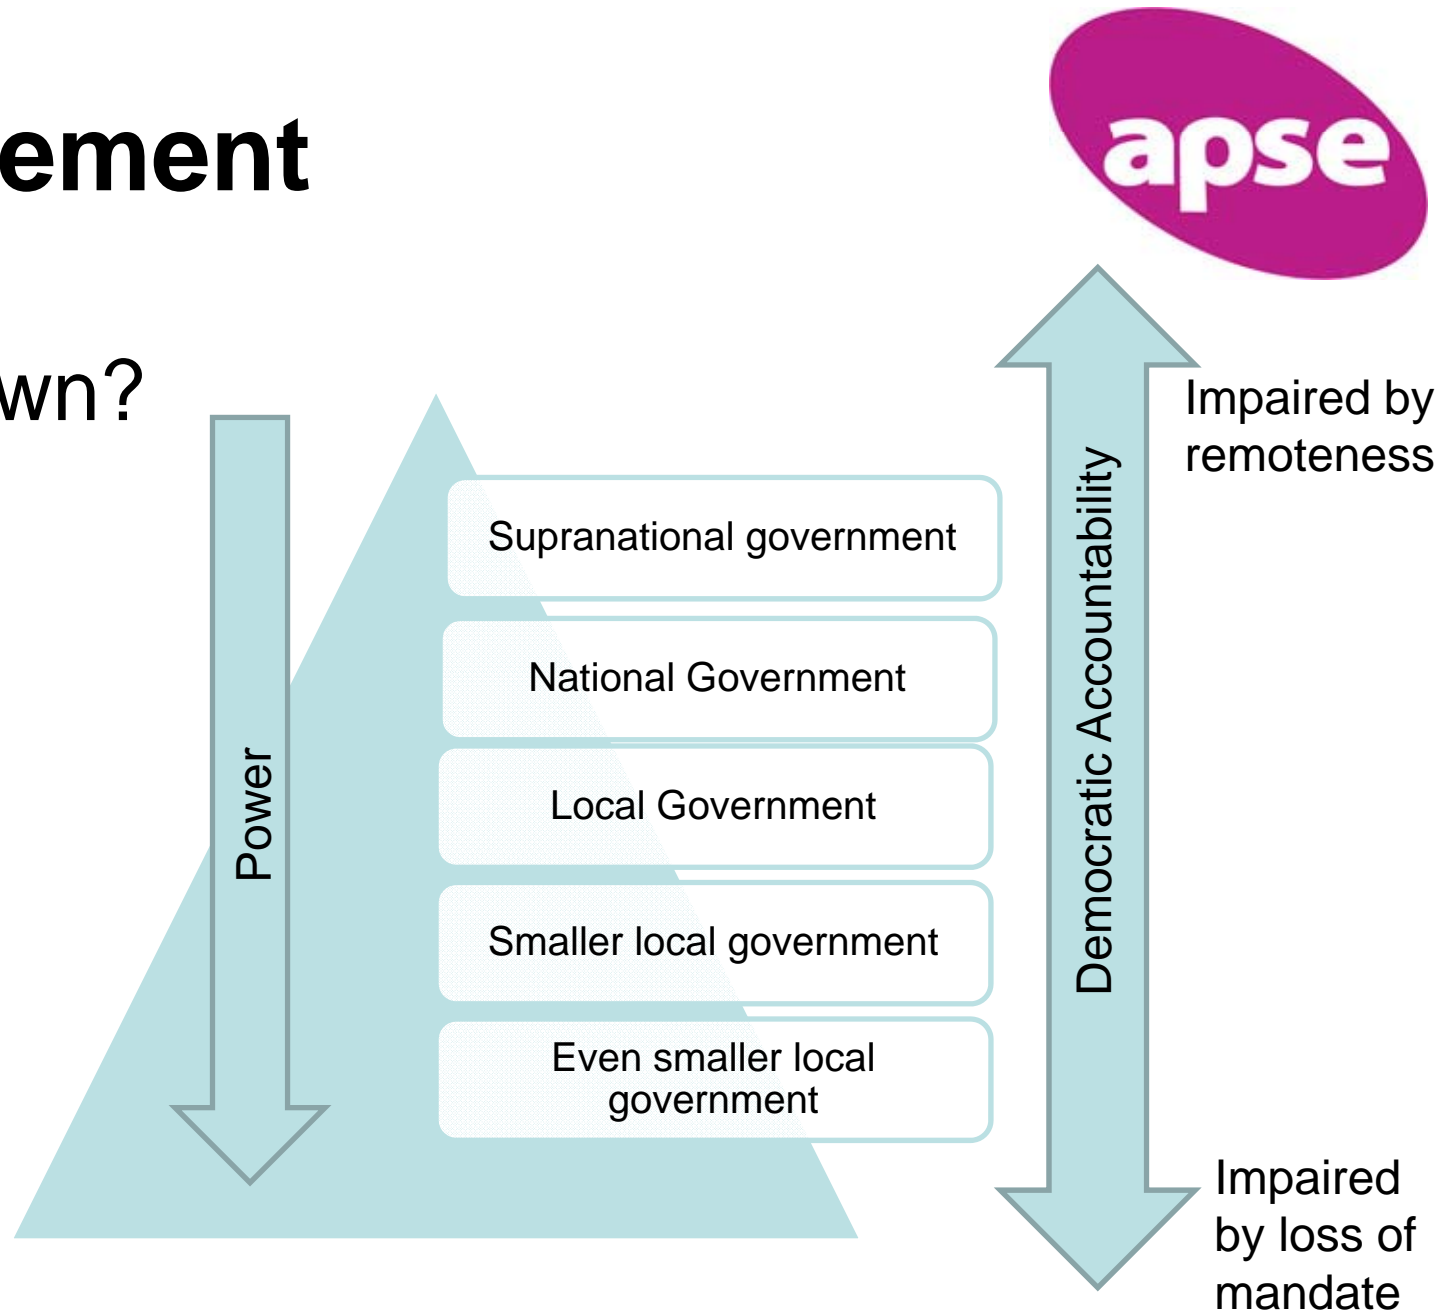 apse
ement
wn?
Impaired by
remoteness
Supranational government
National Government
Local Government
Smaller local government
Even smaller local
government
Power
Democratic Accountability
Impaired
by loss of
mandate